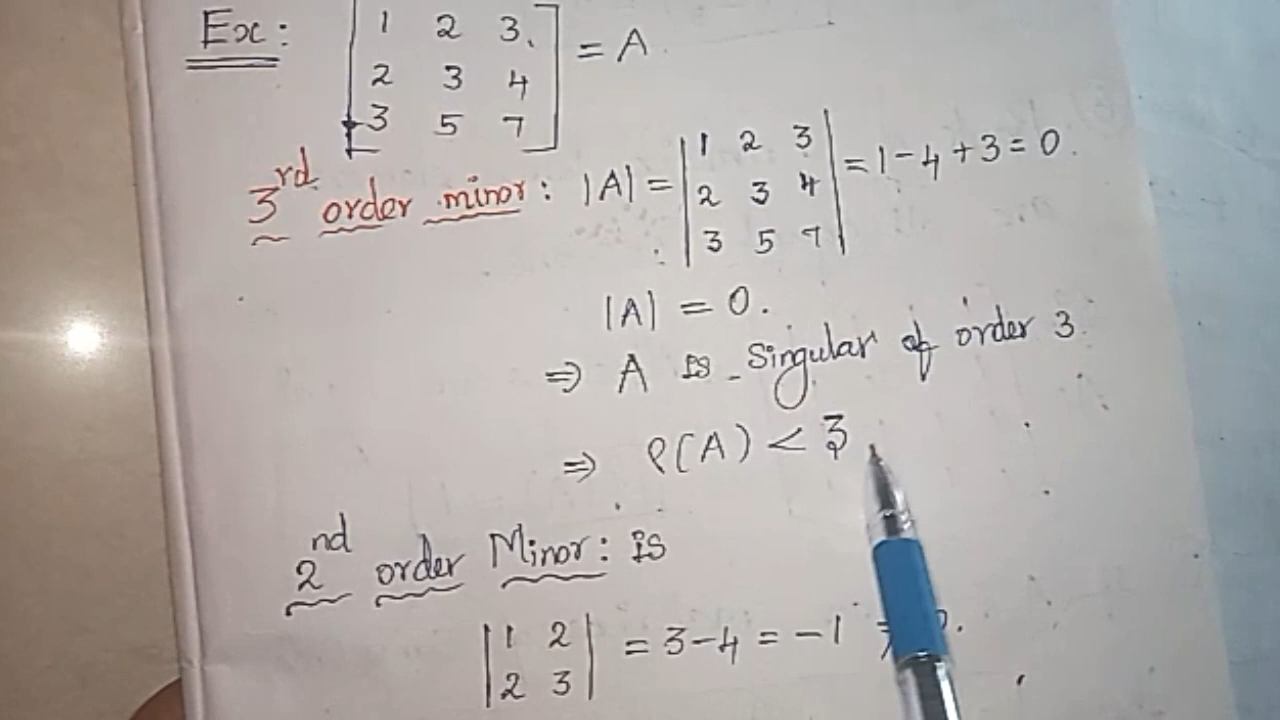 Ex: [1 2 3
2 3 4
3 5 7] = A.
3rd order minor: |A| = |1 2 3
2 3 4
3 5 7| = 1 - 4 + 3 = 0.
|A| = 0.
⇒ A is singular of order 3.
⇒ ρ(A) < 3
2nd order Minor: is
|1 2
2 3| = 3 - 4 = -1